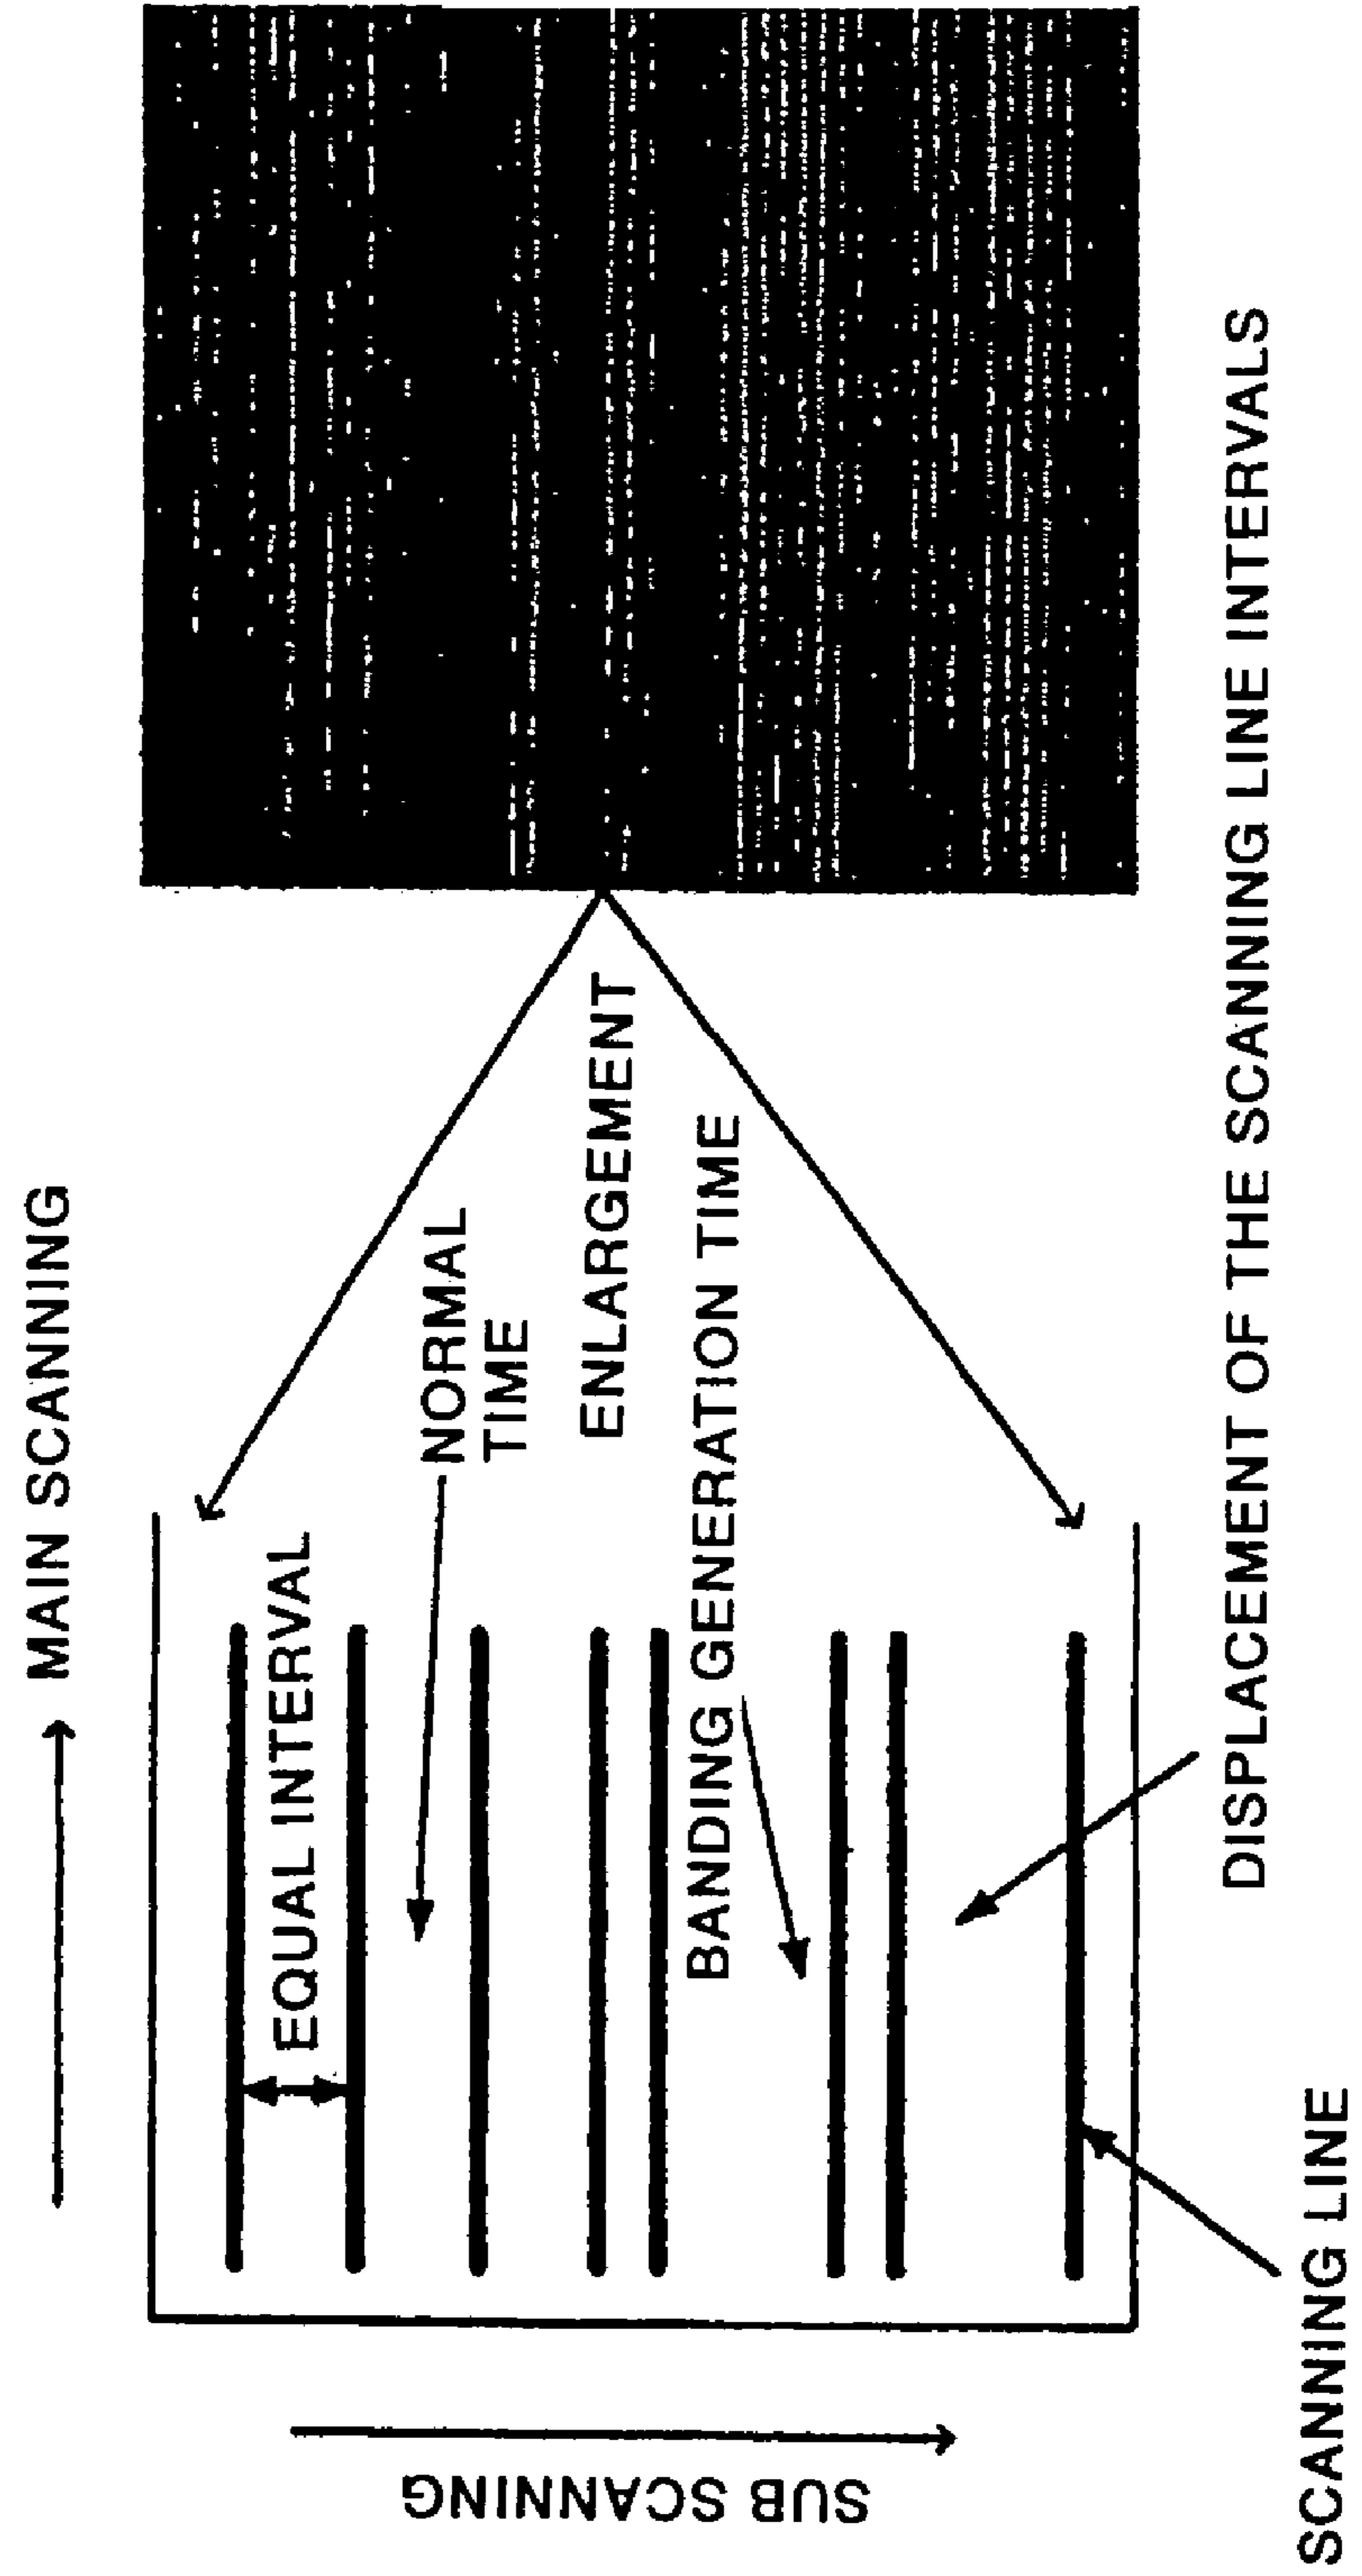 MAIN SCANNING
EQUAL INTERVAL
NORMAL
TIME
ENLARGEMENT
BANDING GENERATION TIME
DISPLACEMENT OF THE SCANNING LINE INTERVALS
SCANNING LINE
SUB SCANNING